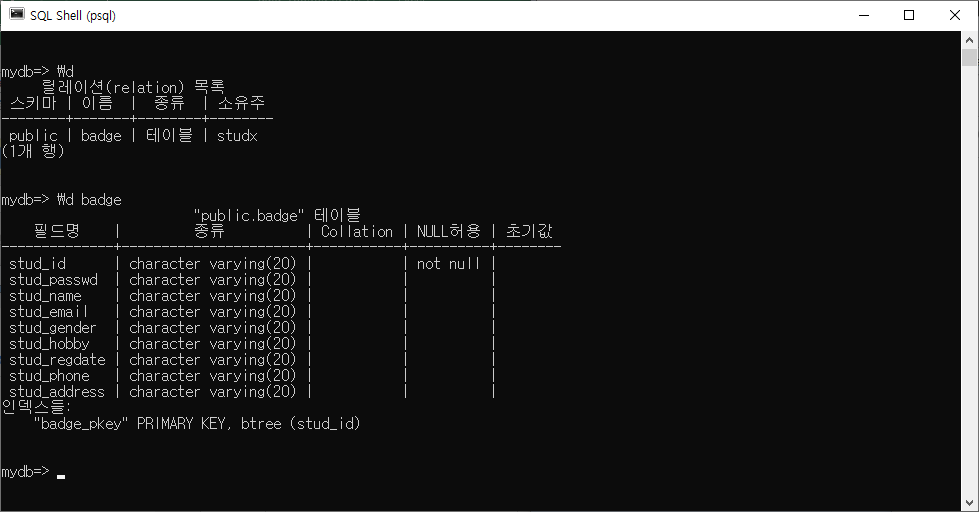 SQL Shell (psql)
mydb=> ₩d
릴레이션(relation) 목록
스키마 | 이름 | 종류 | 소유주
--------+-------+--------+--------
public | badge | 테이블 | studx
(1개 행)
mydb=> ₩d badge
"public.badge" 테이블
필드명 | 종류 | Collation | NULL허용 | 초기값
--------------+-----------------------+-----------+----------+--------
stud_id | character varying(20) | | not null |
stud_passwd | character varying(20) | | |
stud_name | character varying(20) | | |
stud_email | character varying(20) | | |
stud_gender | character varying(20) | | |
stud_hobby | character varying(20) | | |
stud_regdate | character varying(20) | | |
stud_phone | character varying(20) | | |
stud_address | character varying(20) | | |
인덱스들:
"badge_pkey" PRIMARY KEY, btree (stud_id)
mydb=>